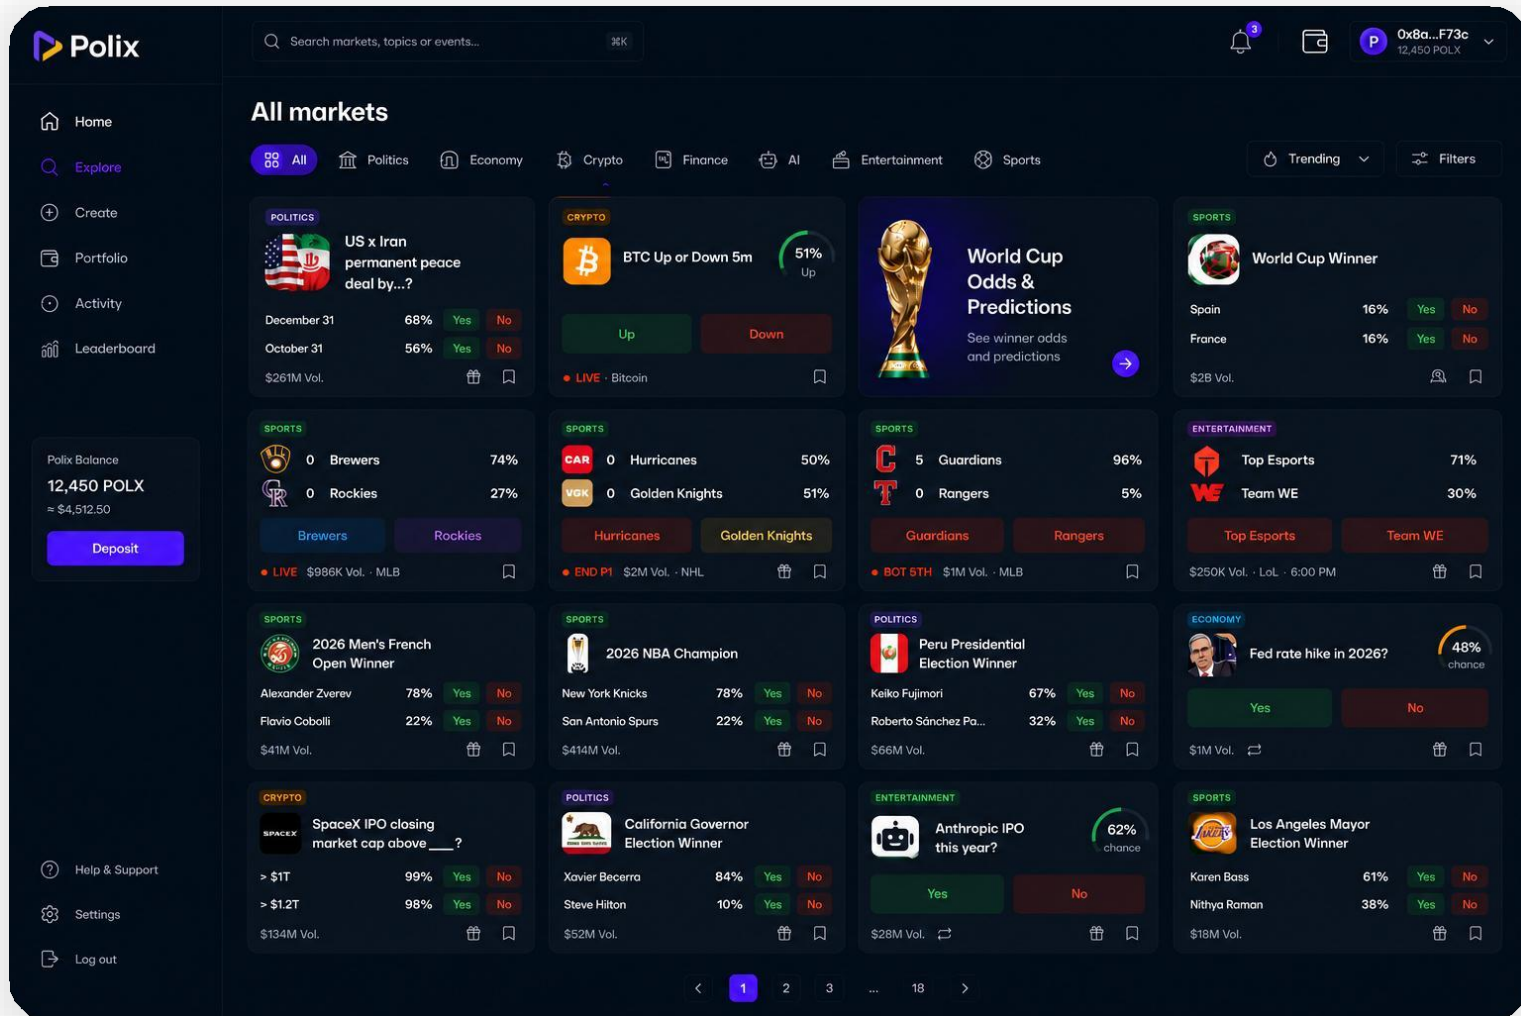 Polix
Search markets, topics or events...
⌘K
3
P
0x8a...F73c
12,450 POLX
Home
Explore
Create
Portfolio
Activity
Leaderboard
Polix Balance
12,450 POLX
≈ $4,512.50
Deposit
Help & Support
Settings
Log out
All markets
All
Politics
Economy
Crypto
Finance
AI
Entertainment
Sports
Trending
Filters
POLITICS
US x Iran
permanent peace
deal by...?
December 31 68% Yes No
October 31 56% Yes No
$261M Vol.
CRYPTO
BTC Up or Down 5m
51%
Up
Up Down
LIVE · Bitcoin
World Cup
Odds &
Predictions
See winner odds
and predictions
SPORTS
World Cup Winner
Spain 16% Yes No
France 16% Yes No
$2B Vol.
SPORTS
0 Brewers 74%
0 Rockies 27%
Brewers Rockies
LIVE $986K Vol. · MLB
SPORTS
CAR 0 Hurricanes 50%
VGK 0 Golden Knights 51%
Hurricanes Golden Knights
END P1 $2M Vol. · NHL
SPORTS
C 5 Guardians 96%
T 0 Rangers 5%
Guardians Rangers
BOT 5TH $1M Vol. · MLB
ENTERTAINMENT
Top Esports 71%
WE Team WE 30%
Top Esports Team WE
$250K Vol. · LoL · 6:00 PM
SPORTS
2026 Men's French
Open Winner
Alexander Zverev 78% Yes No
Flavio Cobolli 22% Yes No
$41M Vol.
SPORTS
2026 NBA Champion
New York Knicks 78% Yes No
San Antonio Spurs 22% Yes No
$414M Vol.
POLITICS
Peru Presidential
Election Winner
Keiko Fujimori 67% Yes No
Roberto Sánchez Pa... 32% Yes No
$66M Vol.
ECONOMY
Fed rate hike in 2026?
48%
chance
Yes No
$1M Vol.
CRYPTO
SPACEX
SpaceX IPO closing
market cap above ___?
> $1T 99% Yes No
> $1.2T 98% Yes No
$134M Vol.
POLITICS
California Governor
Election Winner
Xavier Becerra 84% Yes No
Steve Hilton 10% Yes No
$52M Vol.
ENTERTAINMENT
Anthropic IPO
this year?
62%
chance
Yes No
$28M Vol.
SPORTS
LAKERS
Los Angeles Mayor
Election Winner
Karen Bass 61% Yes No
Nithya Raman 38% Yes No
$18M Vol.
1 2 3 ... 18